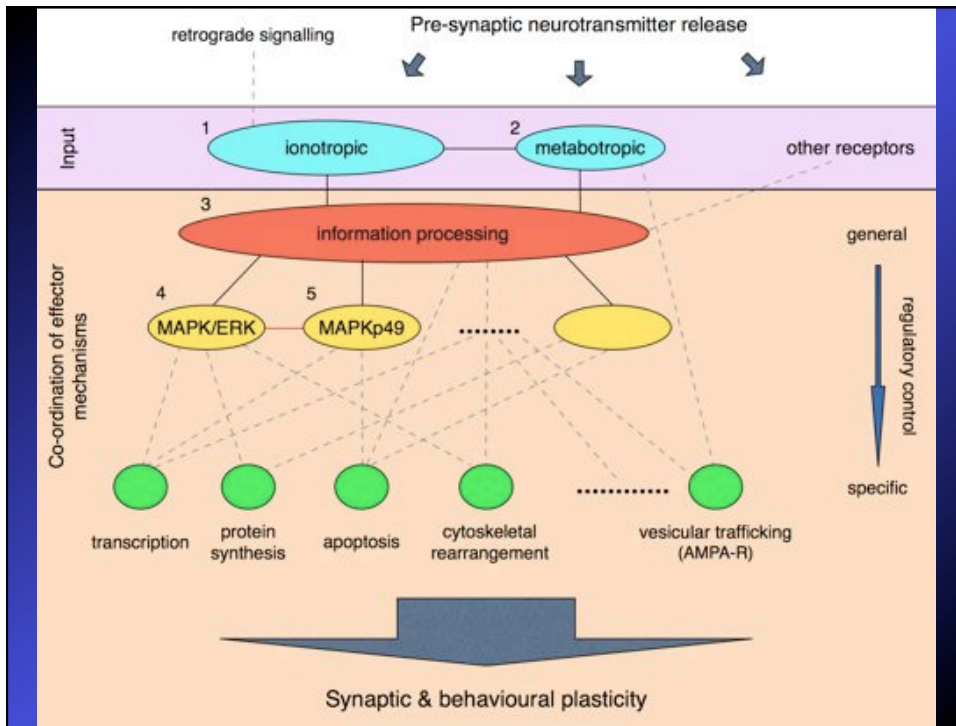 Pre-synaptic neurotransmitter release
retrograde signalling
Input
1
ionotropic
2
metabotropic
other receptors
3
information processing
general
Co-ordination of effector
mechanisms
4
MAPK/ERK
5
MAPKp49
regulatory control
specific
transcription
protein
synthesis
apoptosis
cytoskeletal
rearrangement
vesicular trafficking
(AMPA-R)
Synaptic & behavioural plasticity